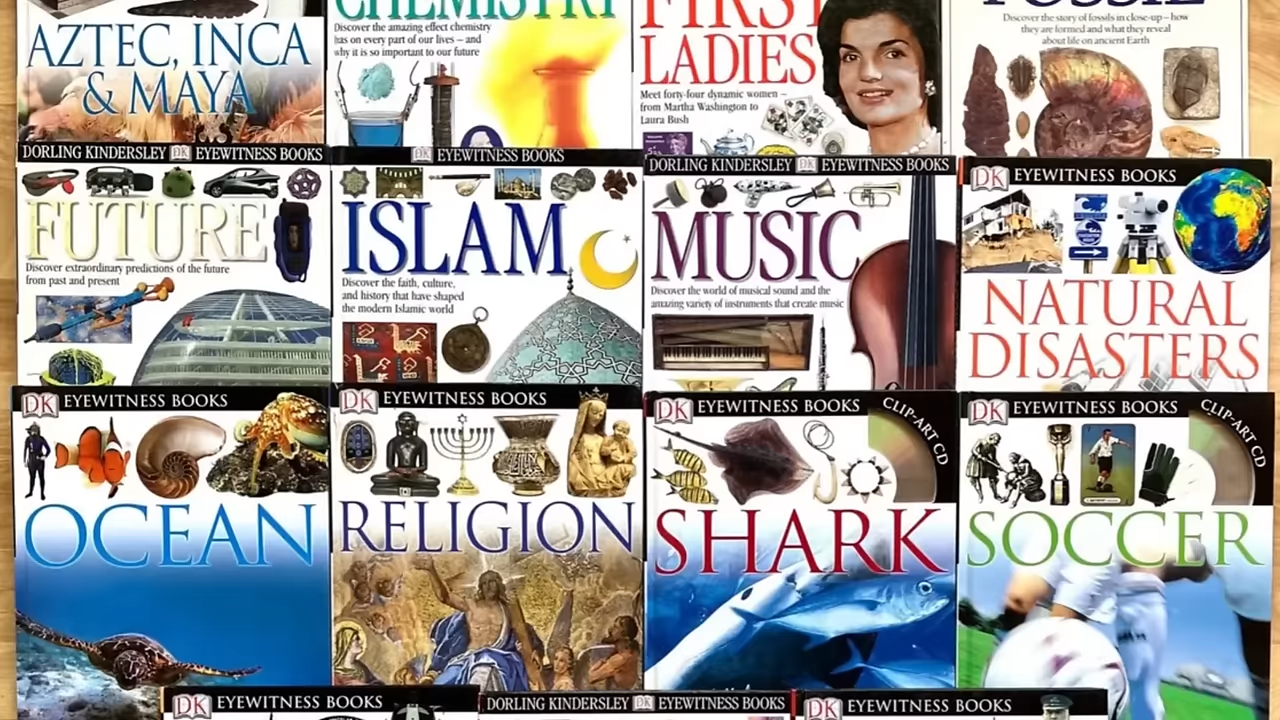 AZTEC, INCA
& MAYA
CHEMISTRY
Discover the amazing effect chemistry
has on every part of our lives – and
why it is so important to our future
FIRST
LADIES
Meet forty-four dynamic women –
from Martha Washington to
Laura Bush
FOSSIL
Discover the story of fossils in close-up – how
they are formed and what they reveal
about life on ancient Earth
DORLING KINDERSLEY DK EYEWITNESS BOOKS
FUTURE
Discover extraordinary predictions of the future
from past and present
DK EYEWITNESS BOOKS
ISLAM
Discover the faith, culture,
and history that have shaped
the modern Islamic world
DORLING KINDERSLEY DK EYEWITNESS BOOKS
MUSIC
Discover the world of musical sound and the
amazing variety of instruments that create music
DK EYEWITNESS BOOKS
NATURAL
DISASTERS
DK EYEWITNESS BOOKS
OCEAN
DK EYEWITNESS BOOKS
RELIGION
DK EYEWITNESS BOOKS
CLIP-ART CD
SHARK
DK EYEWITNESS BOOKS
CLIP-ART CD
SOCCER
DK EYEWITNESS BOOKS
DORLING KINDERSLEY DK EYEWITNESS BOOKS
DK EYEWITNESS BOOKS